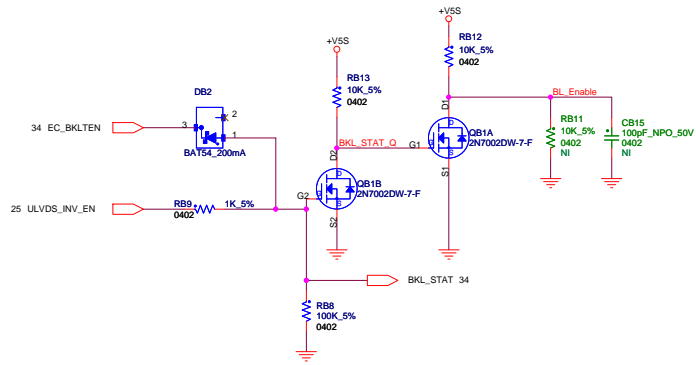 +V5S
RB12
10K_5%
0402
+V5S
RB13
10K_5%
0402
DB2
2
3
1
BAT54_200mA
34 EC_BKLTEN
BL_Enable
RB11
10K_5%
0402
NI
CB15
100pF_NPO_50V
0402
NI
D1
D
G1
S
S1
QB1A
2N7002DW-7-F
BKL_STAT_Q
D2
D
G2
S
S2
QB1B
2N7002DW-7-F
25 ULVDS_INV_EN
RB9
0402
1K_5%
BKL_STAT 34
RB8
100K_5%
0402